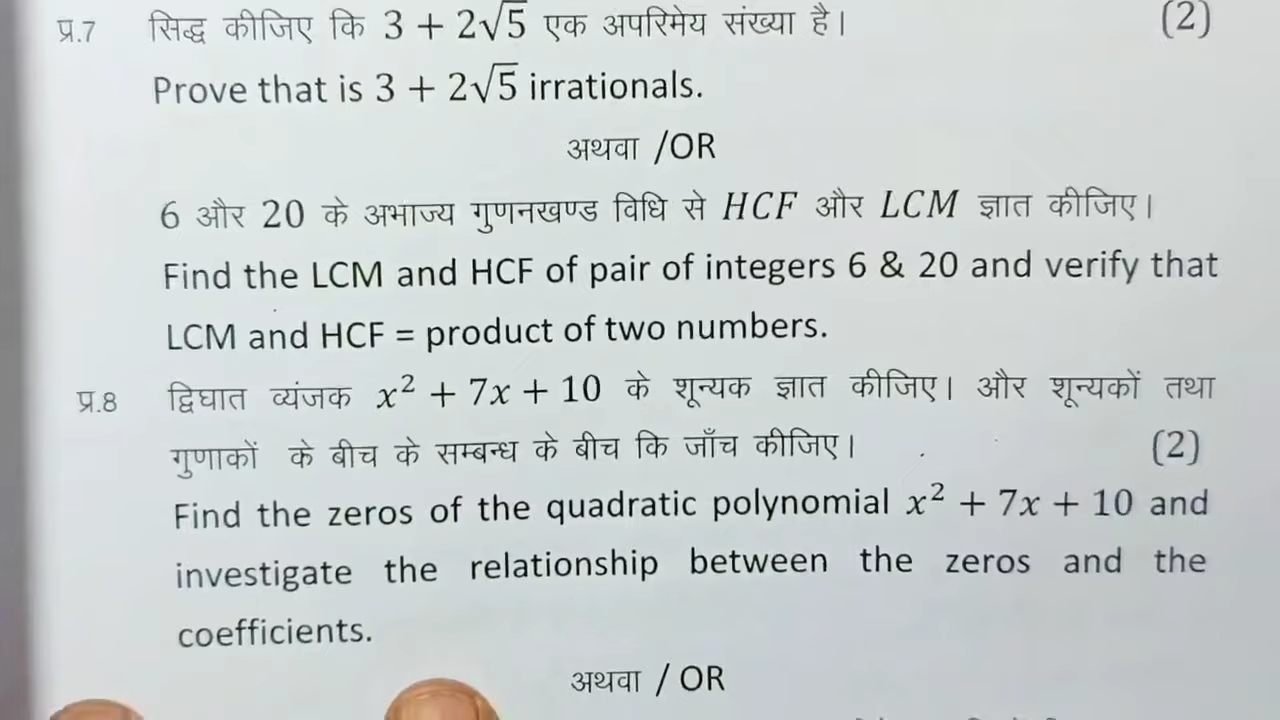 प्र.7 सिद्ध कीजिए कि 3 + 2√5 एक अपरिमेय संख्या है। (2)
Prove that is 3 + 2√5 irrationals.
अथवा /OR
6 और 20 के अभाज्य गुणनखण्ड विधि से HCF और LCM ज्ञात कीजिए।
Find the LCM and HCF of pair of integers 6 & 20 and verify that
LCM and HCF = product of two numbers.
प्र.8 द्विघात व्यंजक x² + 7x + 10 के शून्यक ज्ञात कीजिए। और शून्यकों तथा
गुणाकों के बीच के सम्बन्ध के बीच कि जाँच कीजिए। (2)
Find the zeros of the quadratic polynomial x² + 7x + 10 and
investigate the relationship between the zeros and the
coefficients.
अथवा / OR